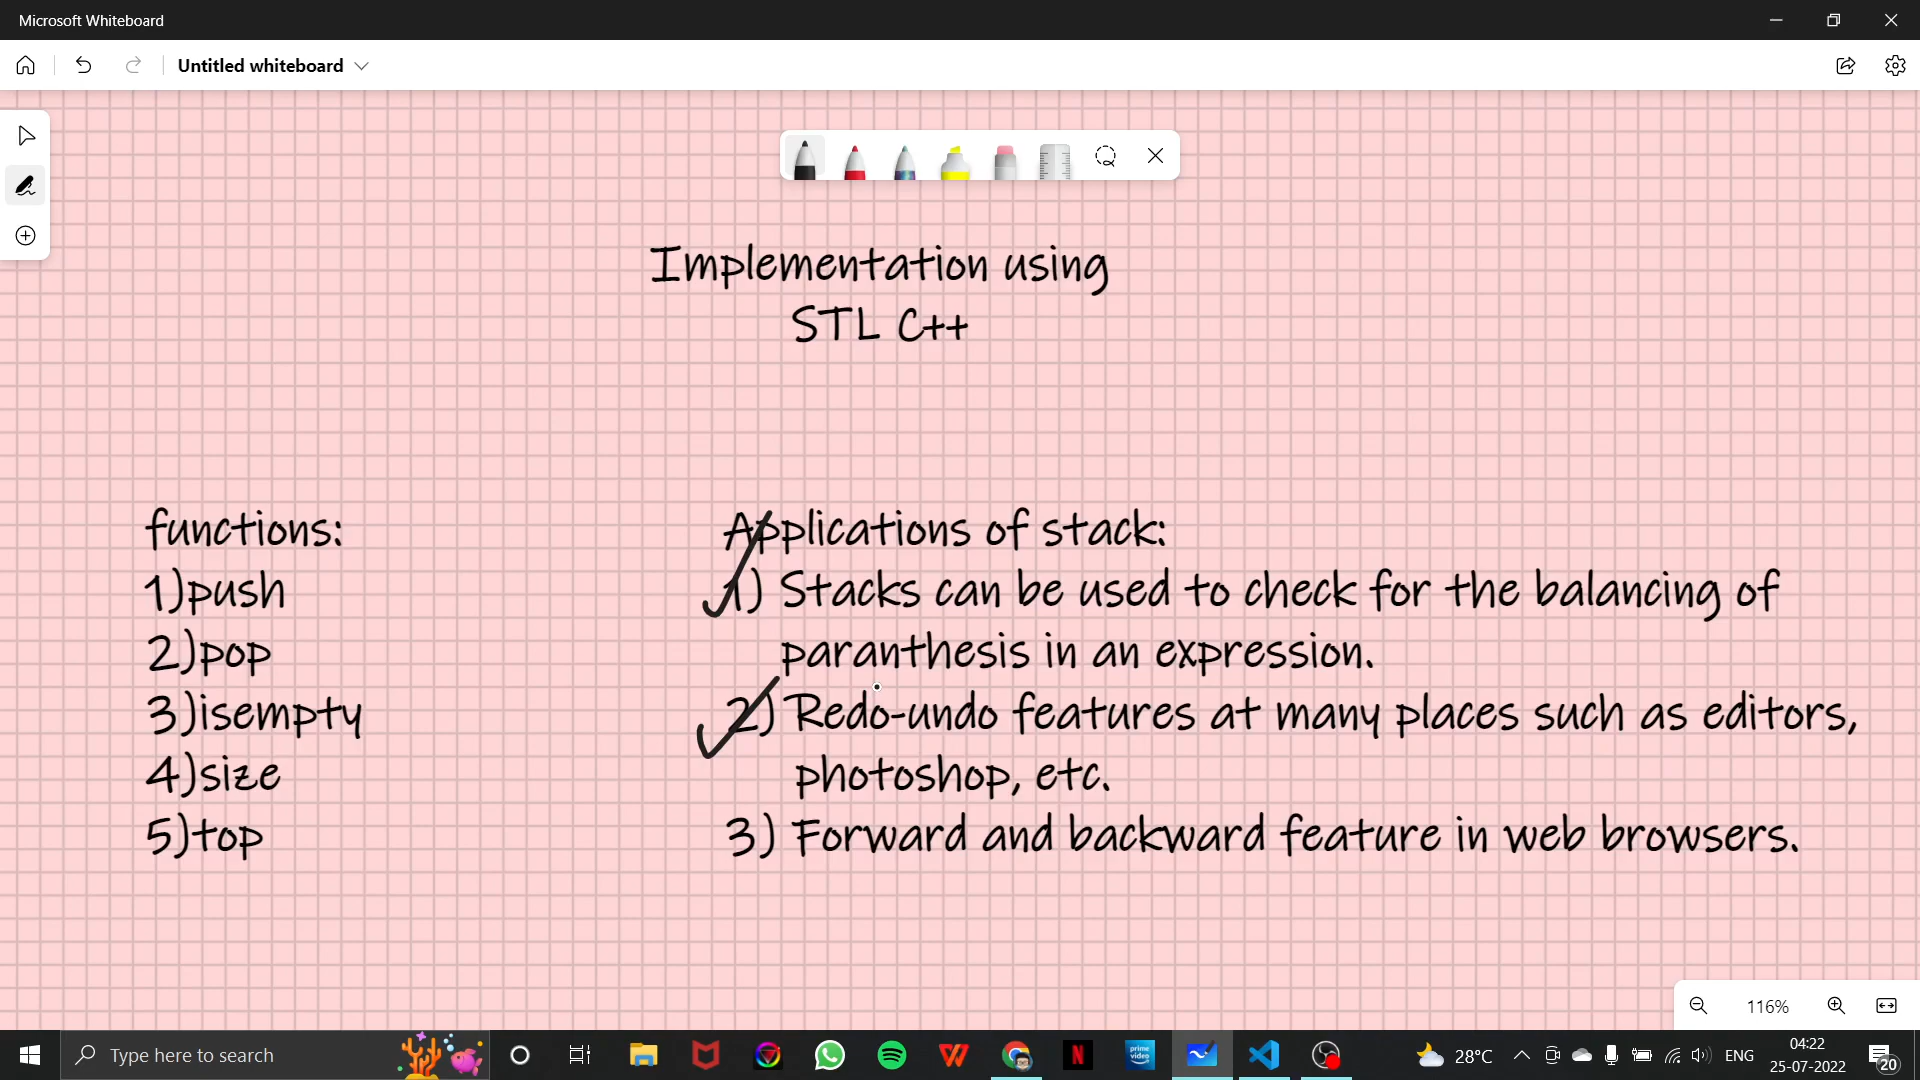 Microsoft Whiteboard
Untitled whiteboard
Implementation using
STL C++
functions:
1)push
2)pop
3)isempty
4)size
5)top
Applications of stack:
1) Stacks can be used to check for the balancing of
paranthesis in an expression.
2) Redo-undo features at many places such as editors,
photoshop, etc.
3) Forward and backward feature in web browsers.
116%
Type here to search
prime video
28°C
ENG
04:22
25-07-2022
20